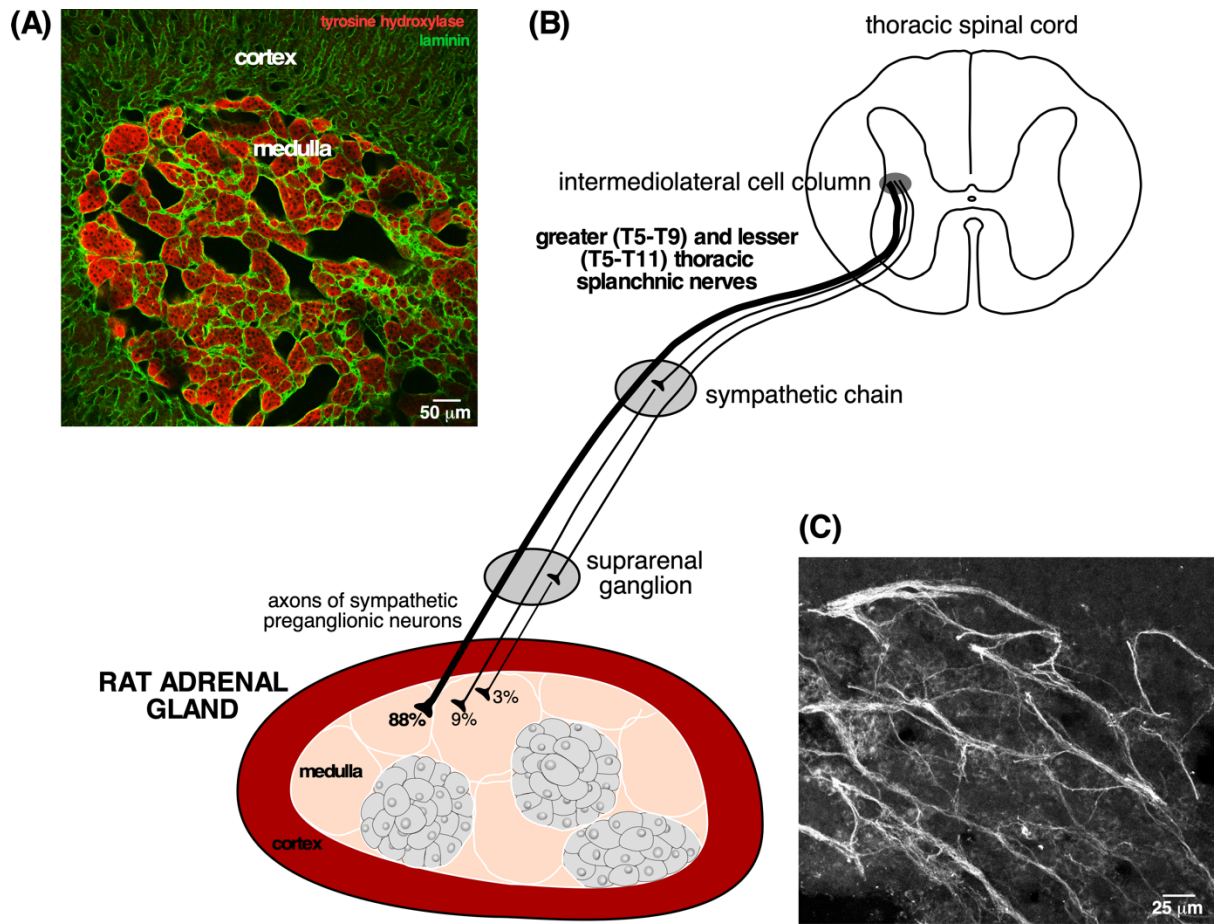 (A)
tyrosine hydroxylase
laminin
cortex
medulla
50 μm
(B)
thoracic spinal cord
intermediolateral cell column
greater (T5-T9) and lesser
(T5-T11) thoracic
splanchnic nerves
sympathetic chain
suprarenal
ganglion
axons of sympathetic
preganglionic neurons
RAT ADRENAL
GLAND
88%
9%
3%
medulla
cortex
(C)
25 μm